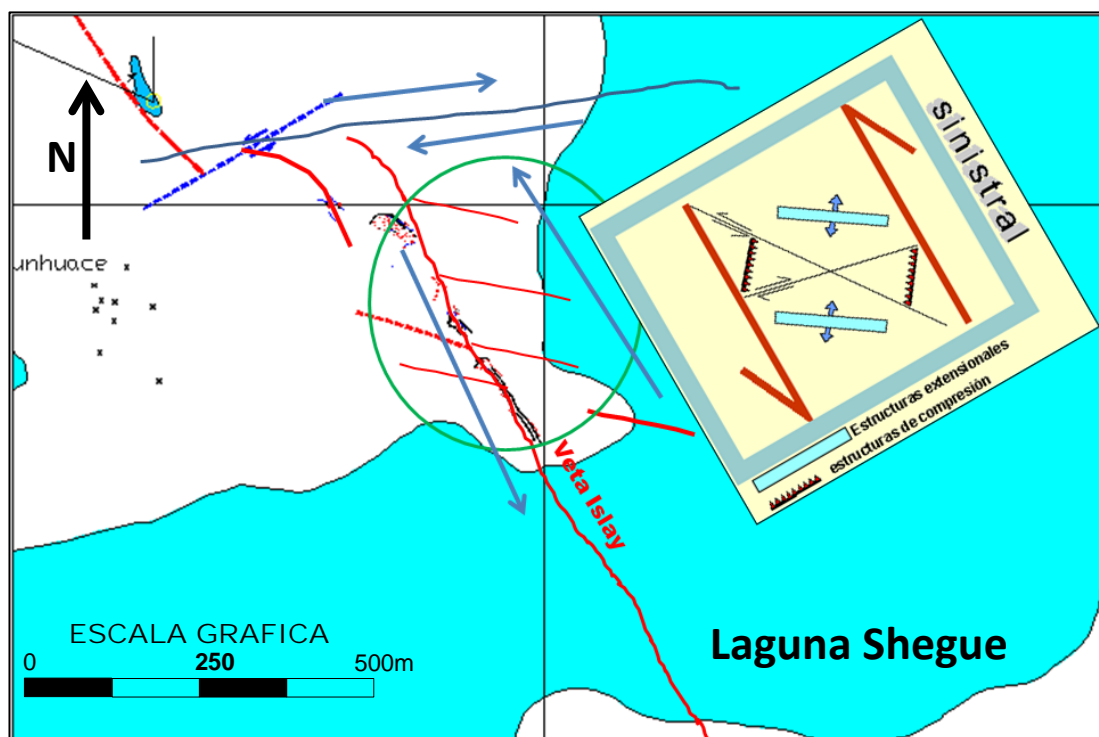 N
unhuace
sinistral
Estructuras extensionales
estructuras de compresión
Veta Islay
ESCALA GRAFICA
0 250 500m
Laguna Shegue